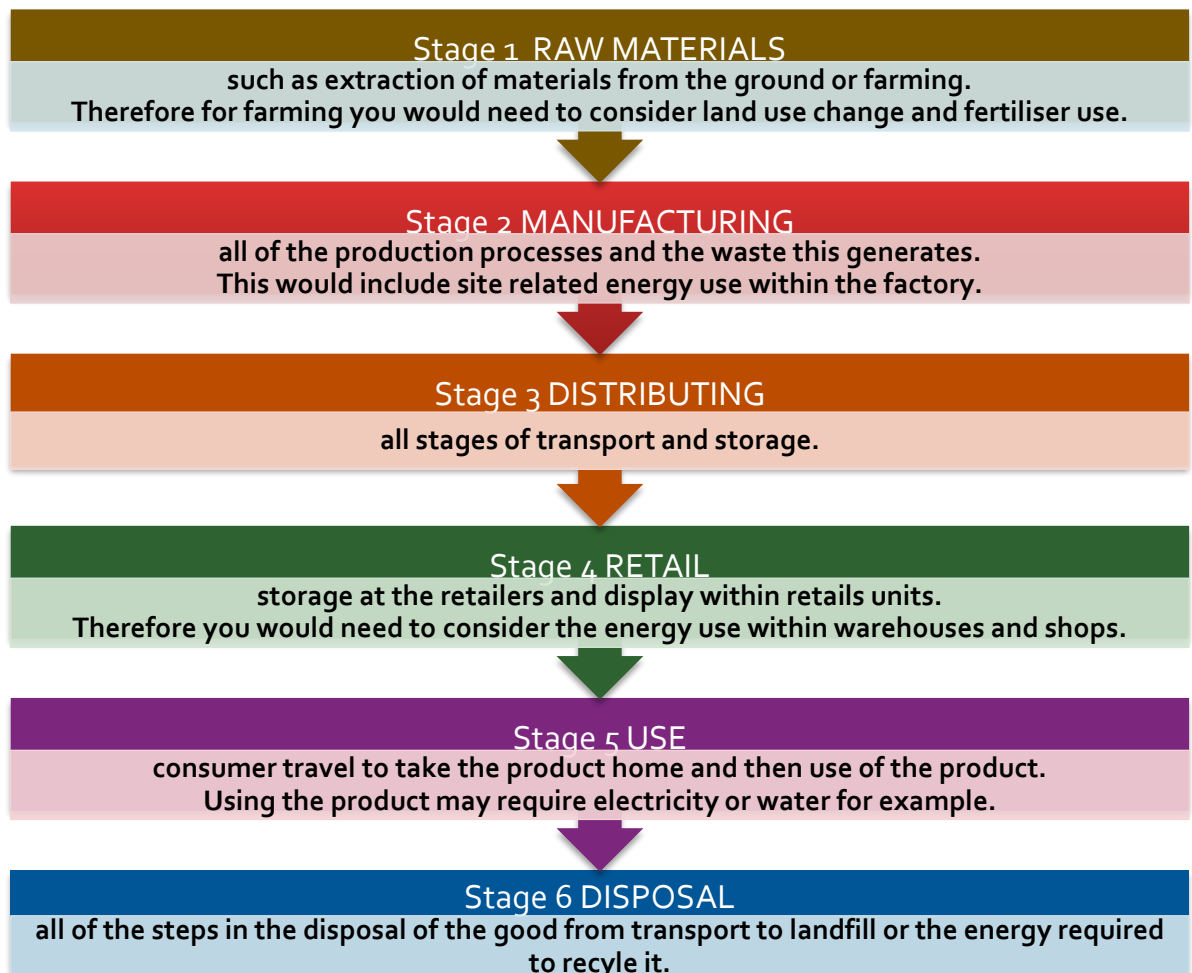 Stage 1  RAW MATERIALS
such as extraction of materials from the ground or farming.
Therefore for farming you would need to consider land use change and fertiliser use.
Stage 2 MANUFACTURING
all of the production processes and the waste this generates.
This would include site related energy use within the factory.
Stage 3 DISTRIBUTING
all stages of transport and storage.
Stage 4 RETAIL
storage at the retailers and display within retails units.
Therefore you would need to consider the energy use within warehouses and shops.
Stage 5 USE
consumer travel to take the product home and then use of the product.
Using the product may require electricity or water for example.
Stage 6 DISPOSAL
all of the steps in the disposal of the good from transport to landfill or the energy required
to recyle it.